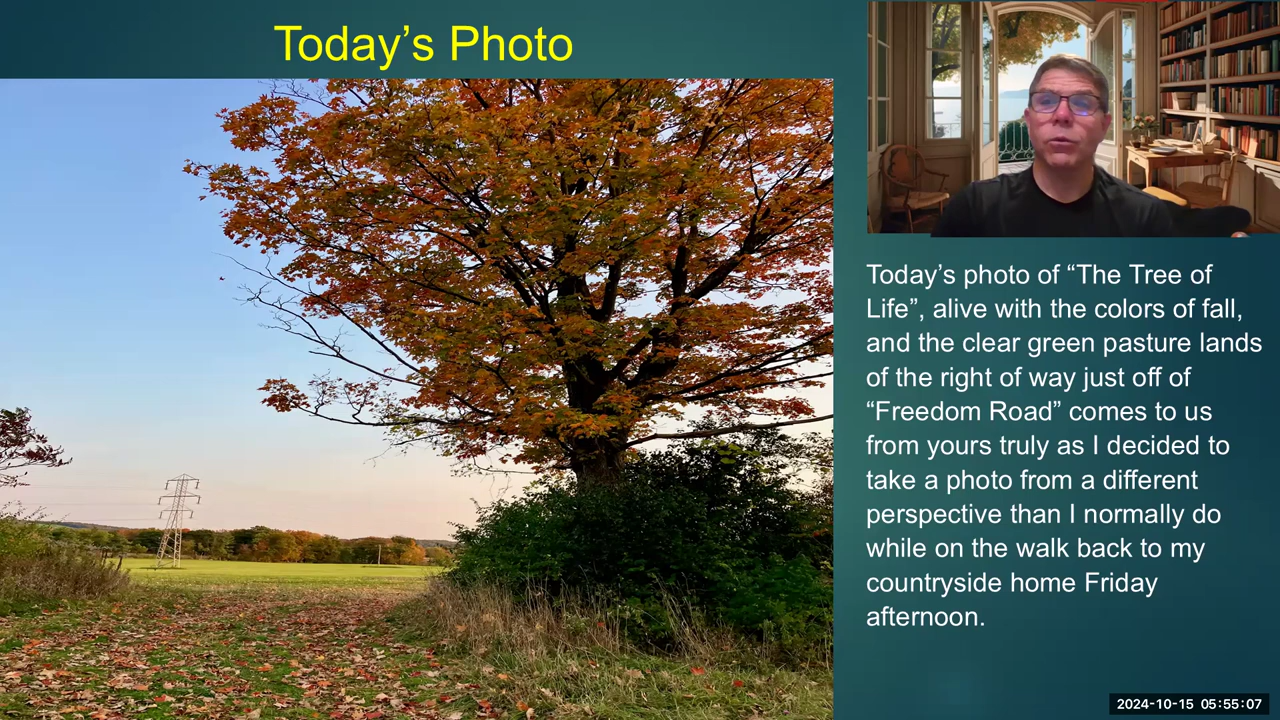 Today’s Photo
Today’s photo of “The Tree of
Life”, alive with the colors of fall,
and the clear green pasture lands
of the right of way just off of
“Freedom Road” comes to us
from yours truly as I decided to
take a photo from a different
perspective than I normally do
while on the walk back to my
countryside home Friday
afternoon.
2024-10-15 05:55:07